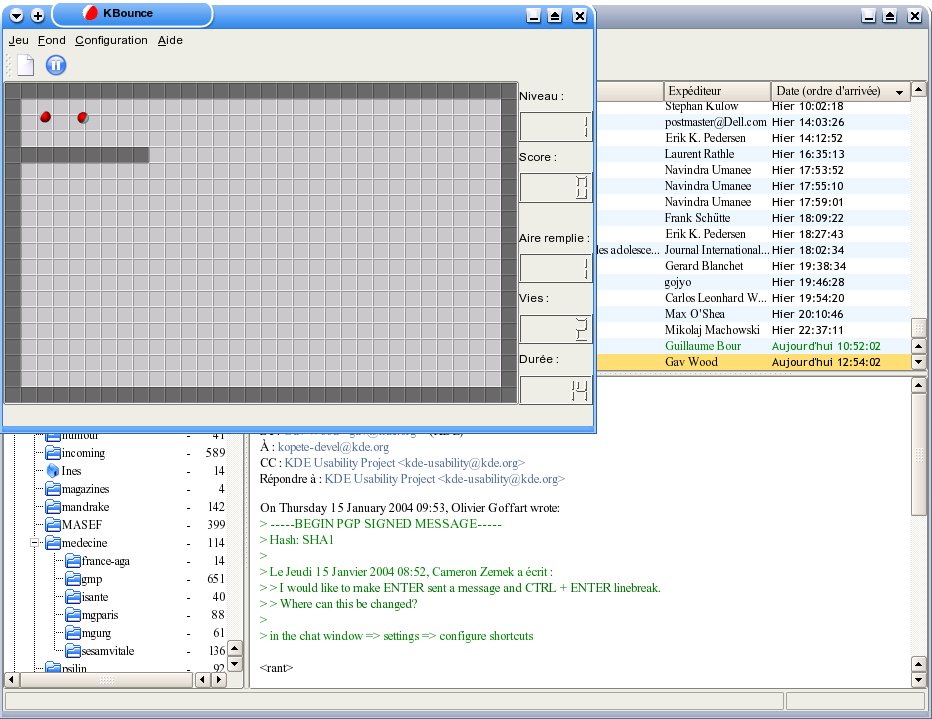 KBounce
Jeu Fond Configuration Aide
Niveau :
1
Score :
0
Aire remplie :
1
Vies :
2
Durée :
Expéditeur Date (ordre d'arrivée)
Stephan Kulow Hier 10:02:18
postmaster@Dell.com Hier 14:03:26
Erik K. Pedersen Hier 14:12:52
Laurent Rathle Hier 16:35:13
Navindra Umanee Hier 17:53:52
Navindra Umanee Hier 17:55:10
Navindra Umanee Hier 17:59:01
Frank Schütte Hier 18:09:22
Erik K. Pedersen Hier 18:27:43
les adolesce... Journal International... Hier 18:02:34
Gerard Blanchet Hier 19:38:34
gojyo Hier 19:46:28
Carlos Leonhard W... Hier 19:54:20
Max O'Shea Hier 20:10:46
Mikolaj Machowski Hier 22:37:11
Guillaume Bour Aujourd'hui 10:52:02
Gav Wood Aujourd'hui 12:54:02
humour - 41
incoming - 589
Ines - 14
magazines - 4
mandrake - 142
MASEF - 399
medecine - 114
france-aga - 14
gmp - 651
isante - 40
mgparis - 88
mgurg - 61
sesamvitale - 136
psilin - 92
À : kopete-devel@kde.org
CC : KDE Usability Project <kde-usability@kde.org>
Répondre à : KDE Usability Project <kde-usability@kde.org>
On Thursday 15 January 2004 09:53, Olivier Goffart wrote:
> -----BEGIN PGP SIGNED MESSAGE-----
> Hash: SHA1
>
> Le Jeudi 15 Janvier 2004 08:52, Cameron Zemek a écrit :
> > I would like to make ENTER sent a message and CTRL + ENTER linebreak.
> > Where can this be changed?
>
> in the chat window => settings => configure shortcuts
<rant>